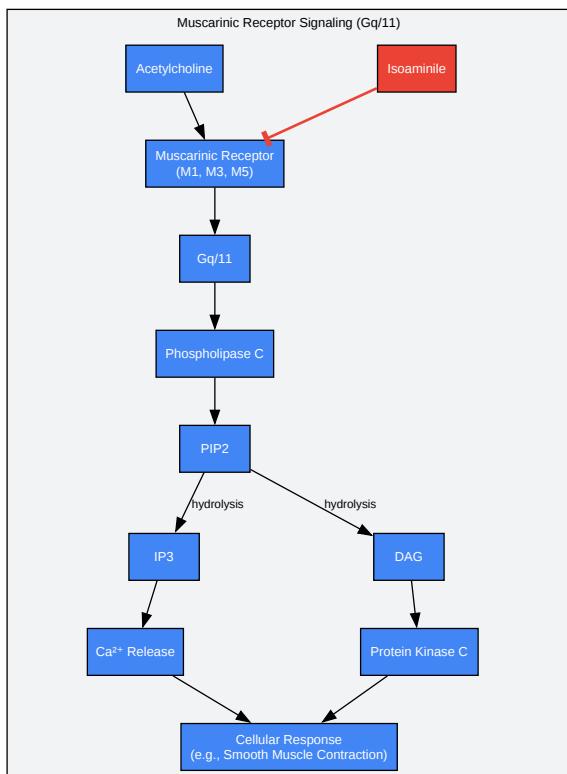 Muscarinic Receptor Signaling (Gq/11)
Acetylcholine
Isoaminile
Muscarinic Receptor
(M1, M3, M5)
Gq/11
Phospholipase C
PIP2
hydrolysis
hydrolysis
IP3
DAG
Ca²⁺ Release
Protein Kinase C
Cellular Response
(e.g., Smooth Muscle Contraction)